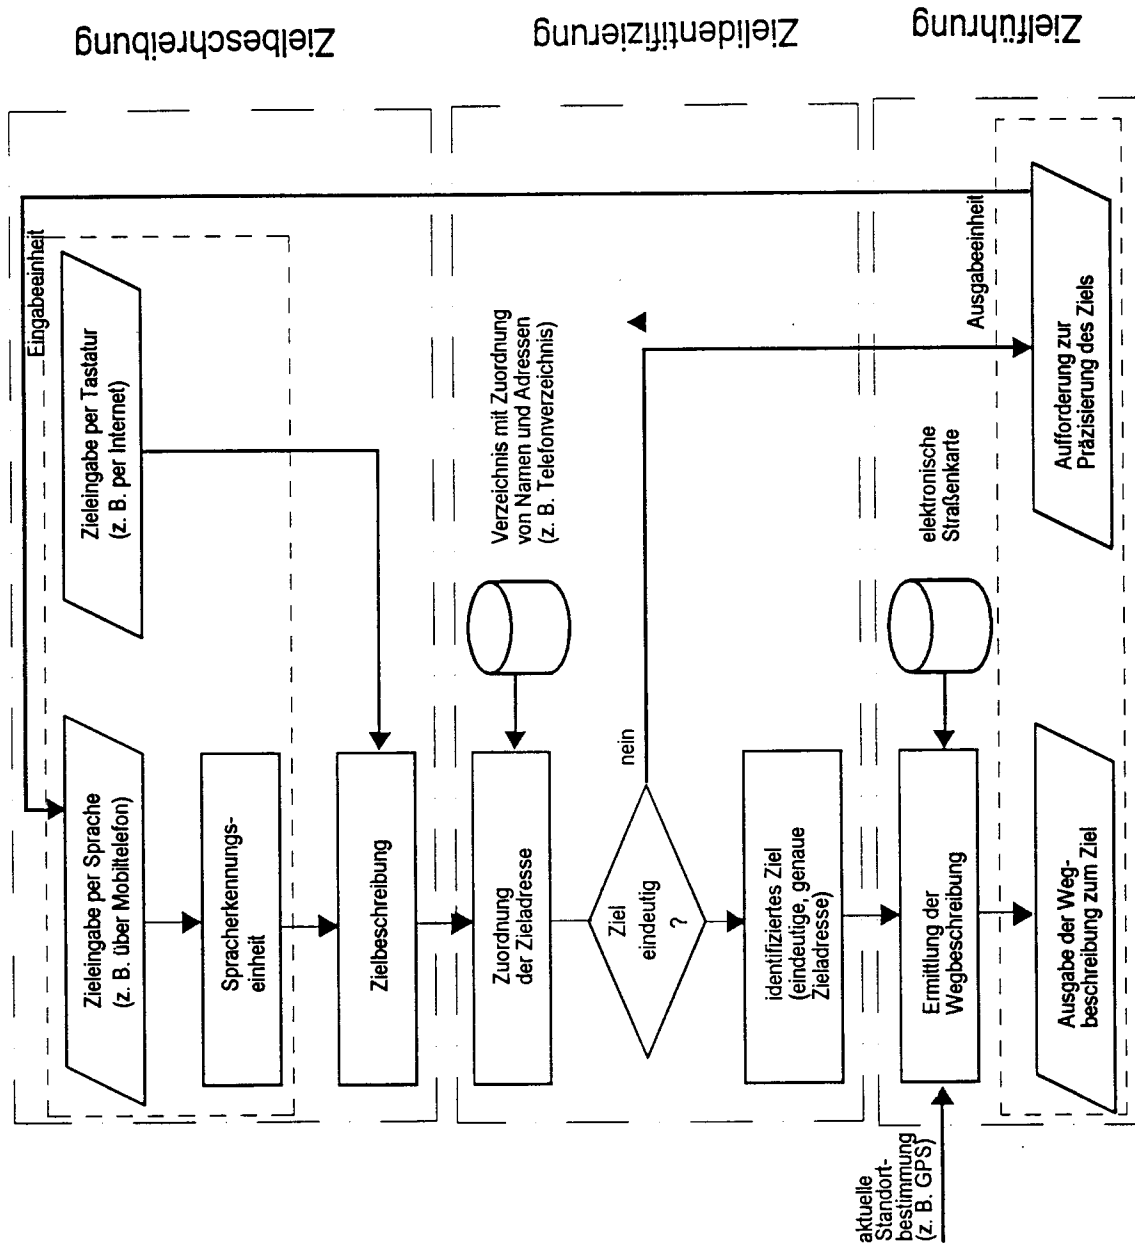 Zielbeschreibung
Eingabeeinheit
Zieleingabe per Sprache
(z. B. über Mobiltelefon)
Zieleingabe per Tastatur
(z. B. per Internet)
Spracherkennungs-
einheit
Zielbeschreibung
Zielidentifizierung
Zuordnung
der Zieladresse
Verzeichnis mit Zuordnung
von Namen und Adressen
(z. B. Telefonverzeichnis)
Ziel
eindeutig
?
nein
identifiziertes Ziel
(eindeutige, genaue
Zieladresse)
Zielführung
aktuelle
Standort-
bestimmung
(z. B. GPS)
Ermittlung der
Wegbeschreibung
elektronische
Straßenkarte
Ausgabeeinheit
Ausgabe der Weg-
beschreibung zum Ziel
Aufforderung zur
Präzisierung des Ziels